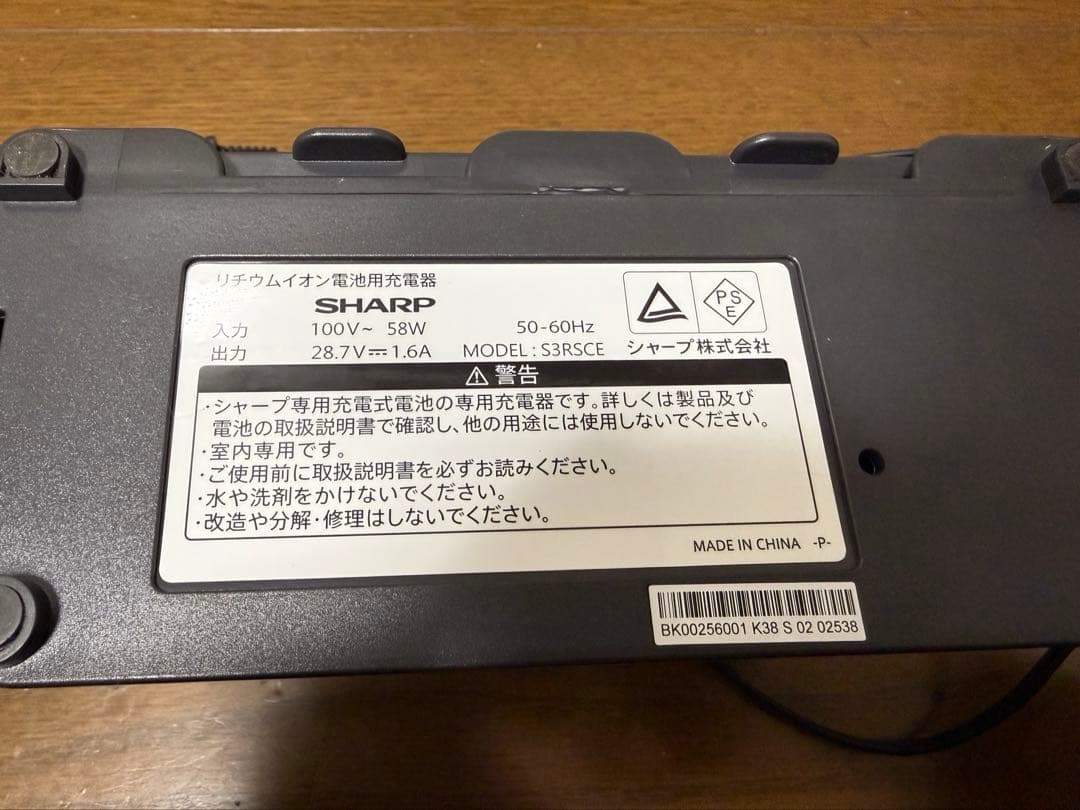 リチウムイオン電池用充電器
SHARP
入力 100V~ 58W 50-60Hz
出力 28.7V⎓1.6A MODEL : S3RSCE シャープ株式会社
PS
E
⚠ 警告
・シャープ専用充電式電池の専用充電器です。詳しくは製品及び
電池の取扱説明書で確認し、他の用途には使用しないでください。
・室内専用です。
・ご使用前に取扱説明書を必ずお読みください。
・水や洗剤をかけないでください。
・改造や分解・修理はしないでください。
MADE IN CHINA -P-
BK00256001 K38 S 02 02538